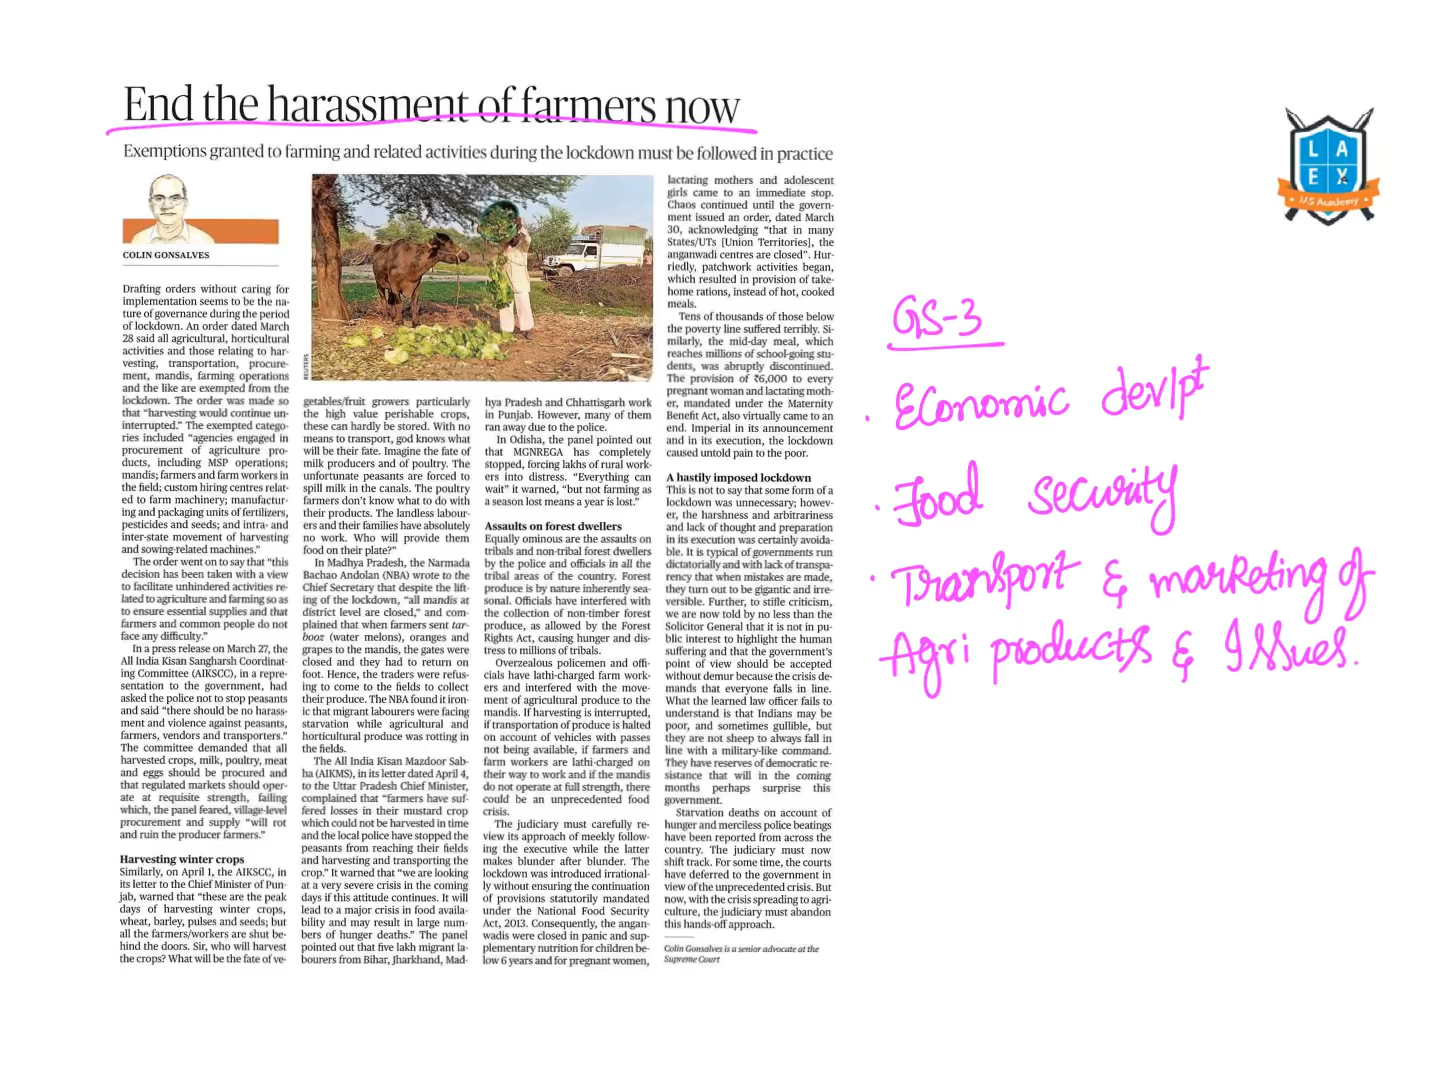 End the harassment of farmers now
Exemptions granted to farming and related activities during the lockdown must be followed in practice
COLIN GONSALVES
Drafting orders without caring for
implementation seems to be the na-
ture of governance during the period
of lockdown. An order dated March
28 said all agricultural, horticultural
activities and those relating to har-
vesting, transportation, procure-
ment, mandis, farming operations
and the like are exempted from the
lockdown. The order was made so
that “harvesting would continue un-
interrupted.” The exempted catego-
ries included “agencies engaged in
procurement of agriculture pro-
ducts, including MSP operations;
mandis; farmers and farm workers in
the field; custom hiring centres relat-
ed to farm machinery; manufactur-
ing and packaging units of fertilizers,
pesticides and seeds; and intra- and
inter-state movement of harvesting
and sowing-related machines.”
The order went on to say that “this
decision has been taken with a view
to facilitate unhindered activities re-
lated to agriculture and farming so as
to ensure essential supplies and that
farmers and common people do not
face any difficulty.”
In a press release on March 27, the
All India Kisan Sangharsh Coordinat-
ing Committee (AIKSCC), in a repre-
sentation to the government, had
asked the police not to stop peasants
and said “there should be no harass-
ment and violence against peasants,
farmers, vendors and transporters.”
The committee demanded that all
harvested crops, milk, poultry, meat
and eggs should be procured and
that regulated markets should oper-
ate at requisite strength, failing
which, the panel feared, village-level
procurement and supply “will rot
and ruin the producer farmers.”
Harvesting winter crops
Similarly, on April 1, the AIKSCC, in
its letter to the Chief Minister of Pun-
jab, warned that “these are the peak
days of harvesting winter crops,
wheat, barley, pulses and seeds; but
all the farmers/workers are shut be-
hind the doors. Sir, who will harvest
the crops? What will be the fate of ve-
REUTERS
getables/fruit growers particularly
the high value perishable crops,
these can hardly be stored. With no
means to transport, god knows what
will be their fate. Imagine the fate of
milk producers and of poultry. The
unfortunate peasants are forced to
spill milk in the canals. The poultry
farmers don’t know what to do with
their products. The landless labour-
ers and their families have absolutely
no work. Who will provide them
food on their plate?”
In Madhya Pradesh, the Narmada
Bachao Andolan (NBA) wrote to the
Chief Secretary that despite the lift-
ing of the lockdown, “all mandis at
district level are closed,” and com-
plained that when farmers sent tar-
booz (water melons), oranges and
grapes to the mandis, the gates were
closed and they had to return on
foot. Hence, the traders were refus-
ing to come to the fields to collect
their produce. The NBA found it iron-
ic that migrant labourers were facing
starvation while agricultural and
horticultural produce was rotting in
the fields.
The All India Kisan Mazdoor Sab-
ha (AIKMS), in its letter dated April 4,
to the Uttar Pradesh Chief Minister,
complained that “farmers have suf-
fered losses in their mustard crop
which could not be harvested in time
and the local police have stopped the
peasants from reaching their fields
and harvesting and transporting the
crop.” It warned that “we are looking
at a very severe crisis in the coming
days if this attitude continues. It will
lead to a major crisis in food availa-
bility and may result in large num-
bers of hunger deaths.” The panel
pointed out that five lakh migrant la-
bourers from Bihar, Jharkhand, Mad-
hya Pradesh and Chhattisgarh work
in Punjab. However, many of them
ran away due to the police.
In Odisha, the panel pointed out
that MGNREGA has completely
stopped, forcing lakhs of rural work-
ers into distress. “Everything can
wait” it warned, “but not farming as
a season lost means a year is lost.”
Assaults on forest dwellers
Equally ominous are the assaults on
tribals and non-tribal forest dwellers
by the police and officials in all the
tribal areas of the country. Forest
produce is by nature inherently sea-
sonal. Officials have interfered with
the collection of non-timber forest
produce, as allowed by the Forest
Rights Act, causing hunger and dis-
tress to millions of tribals.
Overzealous policemen and offi-
cials have lathi-charged farm work-
ers and interfered with the move-
ment of agricultural produce to the
mandis. If harvesting is interrupted,
if transportation of produce is halted
on account of vehicles with passes
not being available, if farmers and
farm workers are lathi-charged on
their way to work and if the mandis
do not operate at full strength, there
could be an unprecedented food
crisis.
The judiciary must carefully re-
view its approach of meekly follow-
ing the executive while the latter
makes blunder after blunder. The
lockdown was introduced irrational-
ly without ensuring the continuation
of provisions statutorily mandated
under the National Food Security
Act, 2013. Consequently, the angan-
wadis were closed in panic and sup-
plementary nutrition for children be-
low 6 years and for pregnant women,
lactating mothers and adolescent
girls came to an immediate stop.
Chaos continued until the govern-
ment issued an order, dated March
30, acknowledging “that in many
States/UTs [Union Territories], the
anganwadi centres are closed”. Hur-
riedly, patchwork activities began,
which resulted in provision of take-
home rations, instead of hot, cooked
meals.
Tens of thousands of those below
the poverty line suffered terribly. Si-
milarly, the mid-day meal, which
reaches millions of school-going stu-
dents, was abruptly discontinued.
The provision of ₹6,000 to every
pregnant woman and lactating moth-
er, mandated under the Maternity
Benefit Act, also virtually came to an
end. Imperial in its announcement
and in its execution, the lockdown
caused untold pain to the poor.
A hastily imposed lockdown
This is not to say that some form of a
lockdown was unnecessary; howev-
er, the harshness and arbitrariness
and lack of thought and preparation
in its execution was certainly avoida-
ble. It is typical of governments run
dictatorially and with lack of transpa-
rency that when mistakes are made,
they turn out to be gigantic and irre-
versible. Further, to stifle criticism,
we are now told by no less than the
Solicitor General that it is not in pu-
blic interest to highlight the human
suffering and that the government’s
point of view should be accepted
without demur because the crisis de-
mands that everyone falls in line.
What the learned law officer fails to
understand is that Indians may be
poor, and sometimes gullible, but
they are not sheep to always fall in
line with a military-like command.
They have reserves of democratic re-
sistance that will in the coming
months perhaps surprise this
government.
Starvation deaths on account of
hunger and merciless police beatings
have been reported from across the
country. The judiciary must now
shift track. For some time, the courts
have deferred to the government in
view of the unprecedented crisis. But
now, with the crisis spreading to agri-
culture, the judiciary must abandon
this hands-off approach.
Colin Gonsalves is a senior advocate at the
Supreme Court
L A
E X
IAS Academy
GS-3
. Economic devlpt
. Food security
. Transport & marketing of
Agri products & Issues.